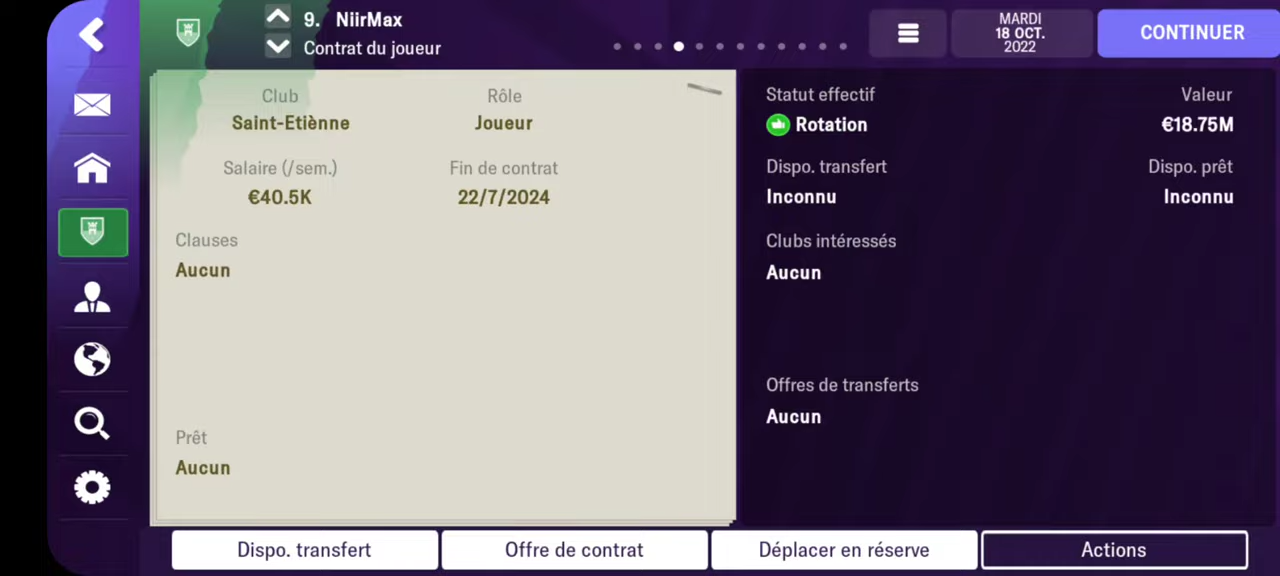 9. NiirMax
Contrat du joueur
MARDI
18 OCT.
2022
CONTINUER
Club
Saint-Etiènne
Rôle
Joueur
Salaire (/sem.)
€40.5K
Fin de contrat
22/7/2024
Clauses
Aucun
Prêt
Aucun
Statut effectif
Rotation
Valeur
€18.75M
Dispo. transfert
Inconnu
Dispo. prêt
Inconnu
Clubs intéressés
Aucun
Offres de transferts
Aucun
Dispo. transfert
Offre de contrat
Déplacer en réserve
Actions